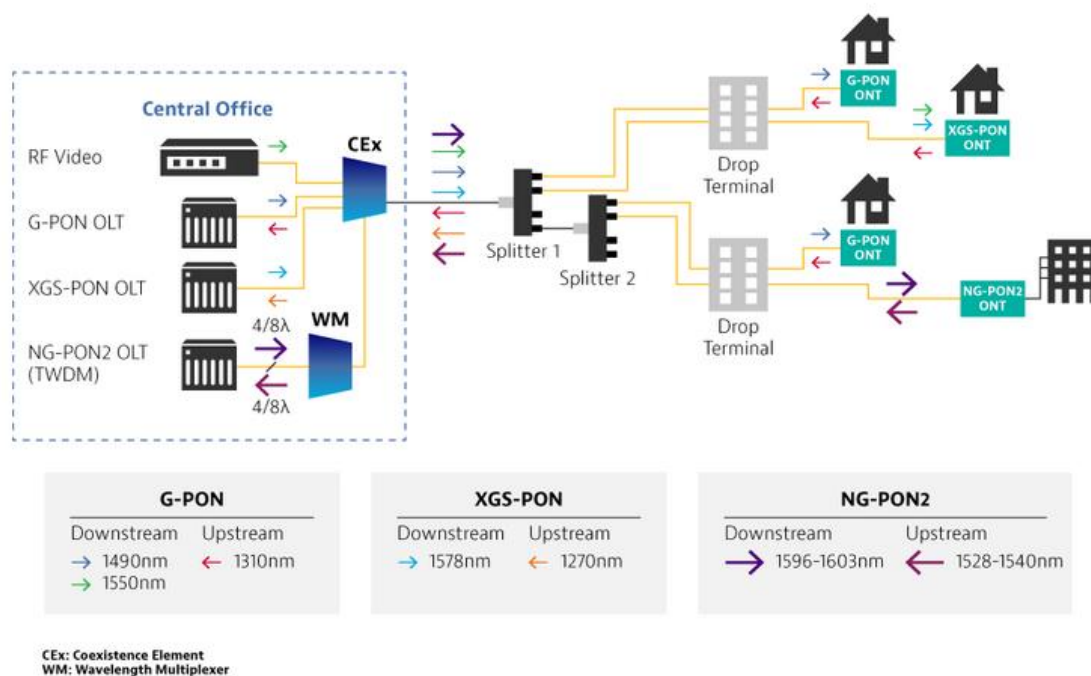 Central Office
RF Video
CEx
G-PON OLT
XGS-PON OLT
4/8λ
WM
NG-PON2 OLT
(TWDM)
4/8λ
Splitter 1
Splitter 2
Drop
Terminal
G-PON
ONT
XGS-PON
ONT
Drop
Terminal
G-PON
ONT
NG-PON2
ONT
G-PON
Downstream
Upstream
1490nm
1310nm
1550nm
XGS-PON
Downstream
Upstream
1578nm
1270nm
NG-PON2
Downstream
Upstream
1596-1603nm
1528-1540nm
CEx: Coexistence Element
WM: Wavelength Multiplexer